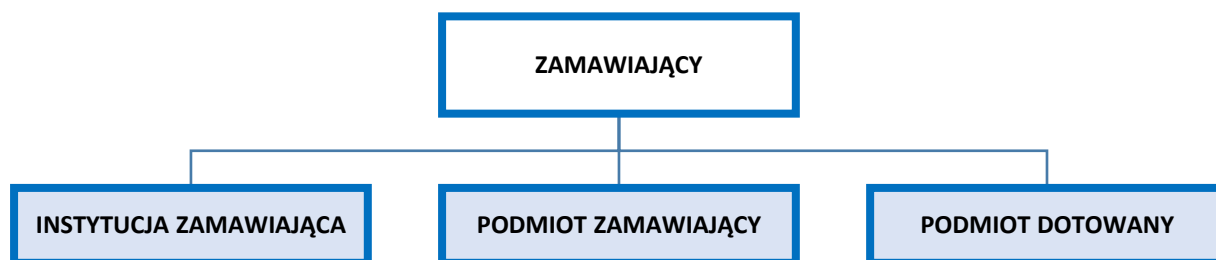 ZAMAWIAJĄCY
INSTYTUCJA ZAMAWIAJĄCA
PODMIOT ZAMAWIAJĄCY
PODMIOT DOTOWANY